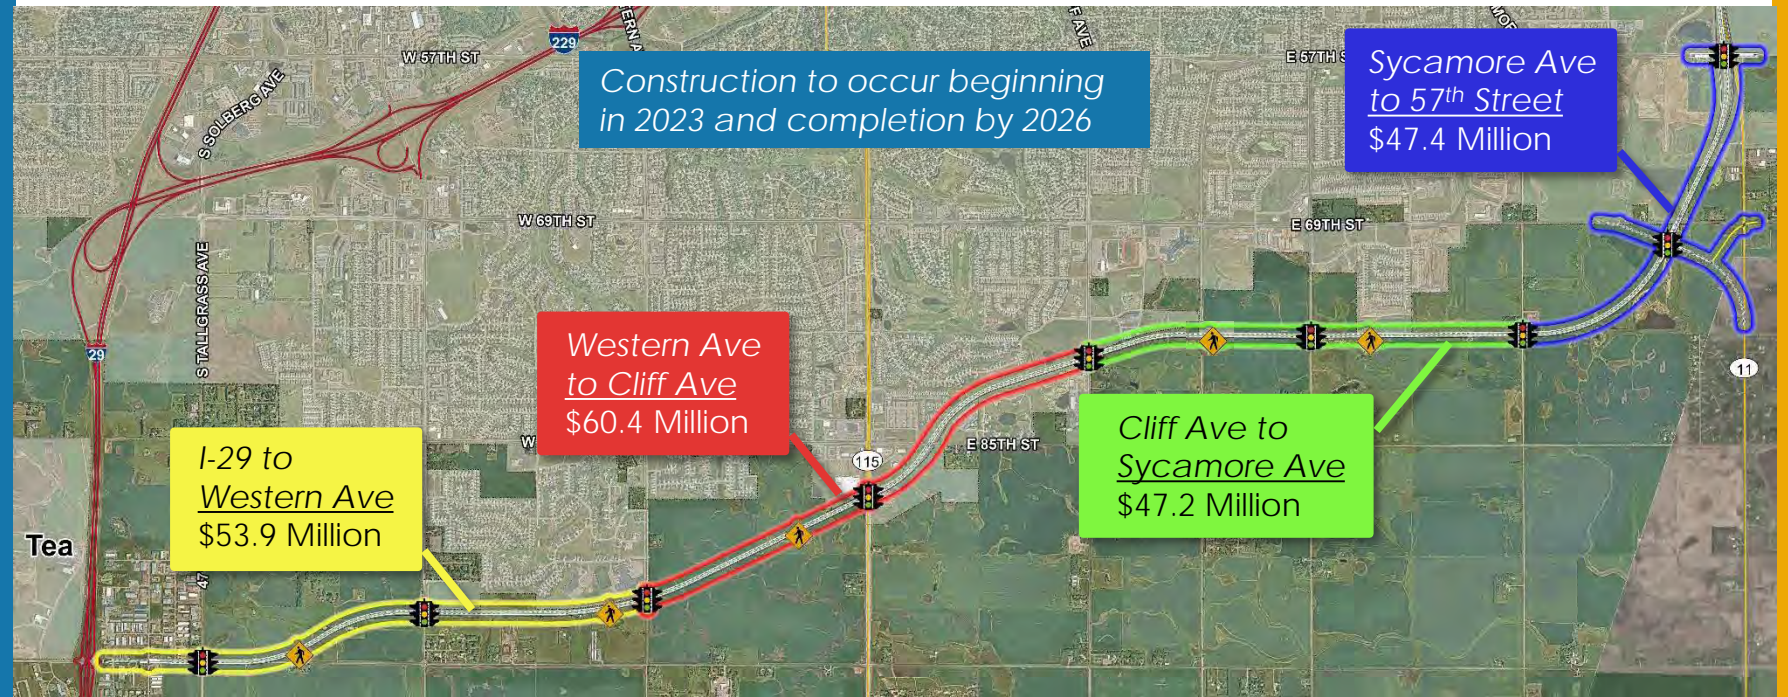 229
W 57TH ST
S SOLBERG AVE
Construction to occur beginning
in 2023 and completion by 2026
E 57TH S
Sycamore Ave
to 57th Street
$47.4 Million
W 69TH ST
E 69TH ST
S TALLGRASS AVE
29
Western Ave
to Cliff Ave
$60.4 Million
11
W
115
E 85TH ST
Cliff Ave to
Sycamore Ave
$47.2 Million
I-29 to
Western Ave
$53.9 Million
Tea
47